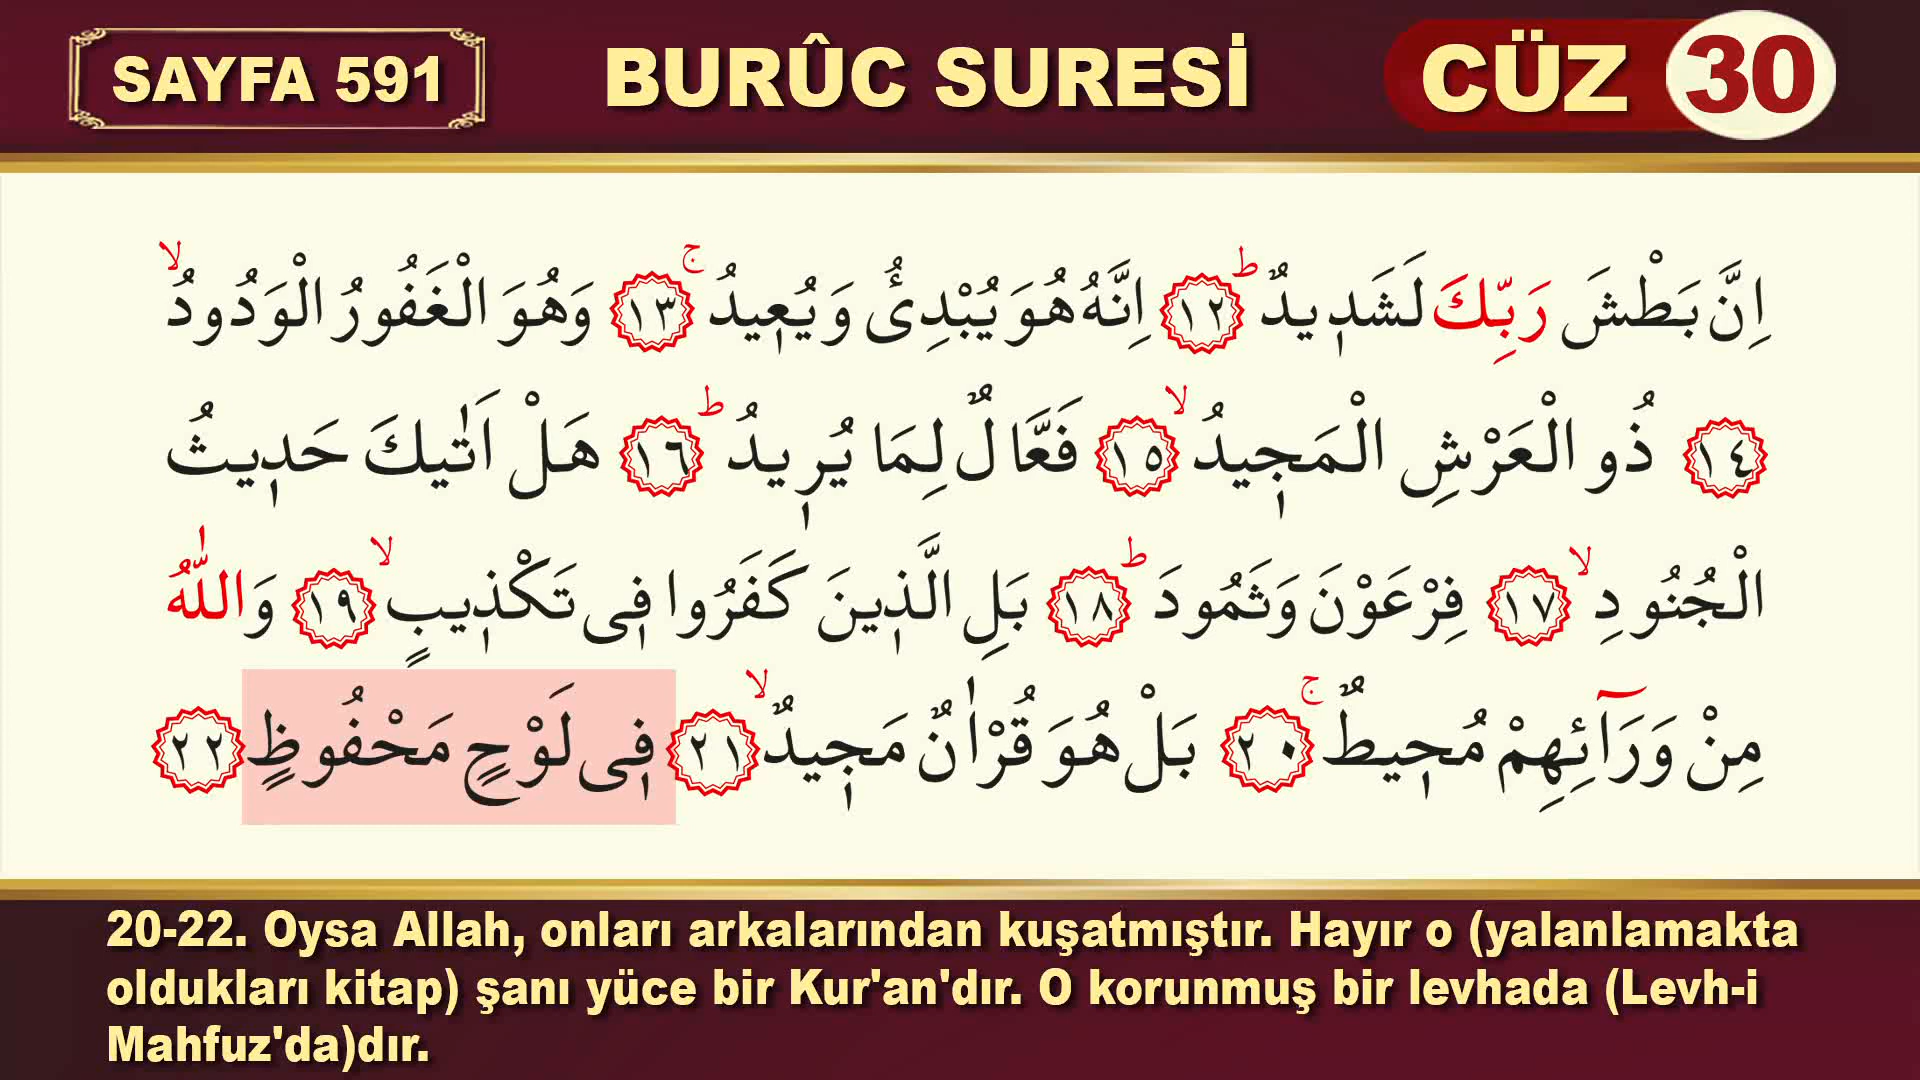 SAYFA 591
BURÛC SURESİ
CÜZ 30
اِنَّ بَطْشَ رَبِّكَ لَشَدٖيدٌ ؕ ﴿١٢﴾ اِنَّهُ هُوَ يُبْدِئُ وَيُعٖيدُ ۚ ﴿١٣﴾ وَهُوَ الْغَفُورُ الْوَدُودُ ۙ
﴿١٤﴾ ذُو الْعَرْشِ الْمَجٖيدُ ۙ ﴿١٥﴾ فَعَّالٌ لِمَا يُرٖيدُ ؕ ﴿١٦﴾ هَلْ اَتٰيكَ حَدٖيثُ
الْجُنُودِ ۙ ﴿١٧﴾ فِرْعَوْنَ وَثَمُودَ ؕ ﴿١٨﴾ بَلِ الَّذٖينَ كَفَرُوا فٖى تَكْذٖيبٍ ۙ ﴿١٩﴾ وَاللّٰهُ
مِنْ وَرَٓائِهِمْ مُحٖيطٌ ۚ ﴿٢٠﴾ بَلْ هُوَ قُرْاٰنٌ مَجٖيدٌ ۙ ﴿٢١﴾ فٖى لَوْحٍ مَحْفُوظٍ ﴿٢٢﴾
20-22. Oysa Allah, onları arkalarından kuşatmıştır. Hayır o (yalanlamakta
oldukları kitap) şanı yüce bir Kur'an'dır. O korunmuş bir levhada (Levh-i
Mahfuz'da)dır.